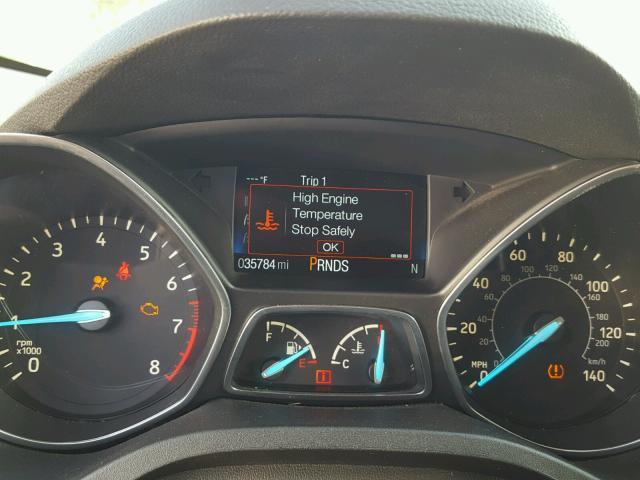 ---°F Trip 1
High Engine
Temperature
Stop Safely
OK
035784 mi PRNDS N
0 1 2 3 4 5 6 7 8
rpm
x1000
F E
C
0 20 40 60 80 100 120 140
MPH
0 20 40 60 80 100 120 140 160 200
km/h